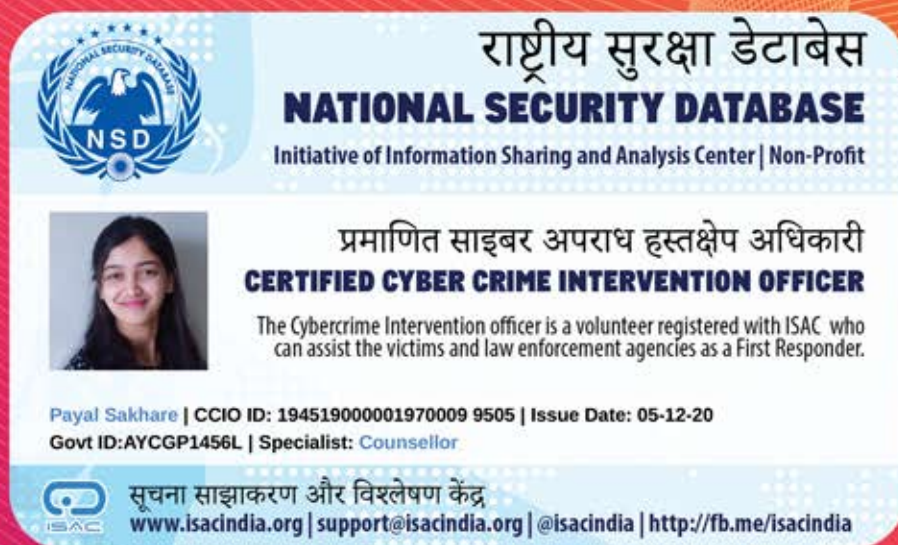 NATIONAL SECURITY DATABASE
NSD
राष्ट्रीय सुरक्षा डेटाबेस
NATIONAL SECURITY DATABASE
Initiative of Information Sharing and Analysis Center | Non-Profit
प्रमाणित साइबर अपराध हस्तक्षेप अधिकारी
CERTIFIED CYBER CRIME INTERVENTION OFFICER
The Cybercrime Intervention officer is a volunteer registered with ISAC who
can assist the victims and law enforcement agencies as a First Responder.
Payal Sakhare | CCIO ID: 194519000001970009 9505 | Issue Date: 05-12-20
Govt ID:AYCGP1456L | Specialist: Counsellor
ISAC
सूचना साझाकरण और विश्लेषण केंद्र
www.isacindia.org | support@isacindia.org | @isacindia | http://fb.me/isacindia